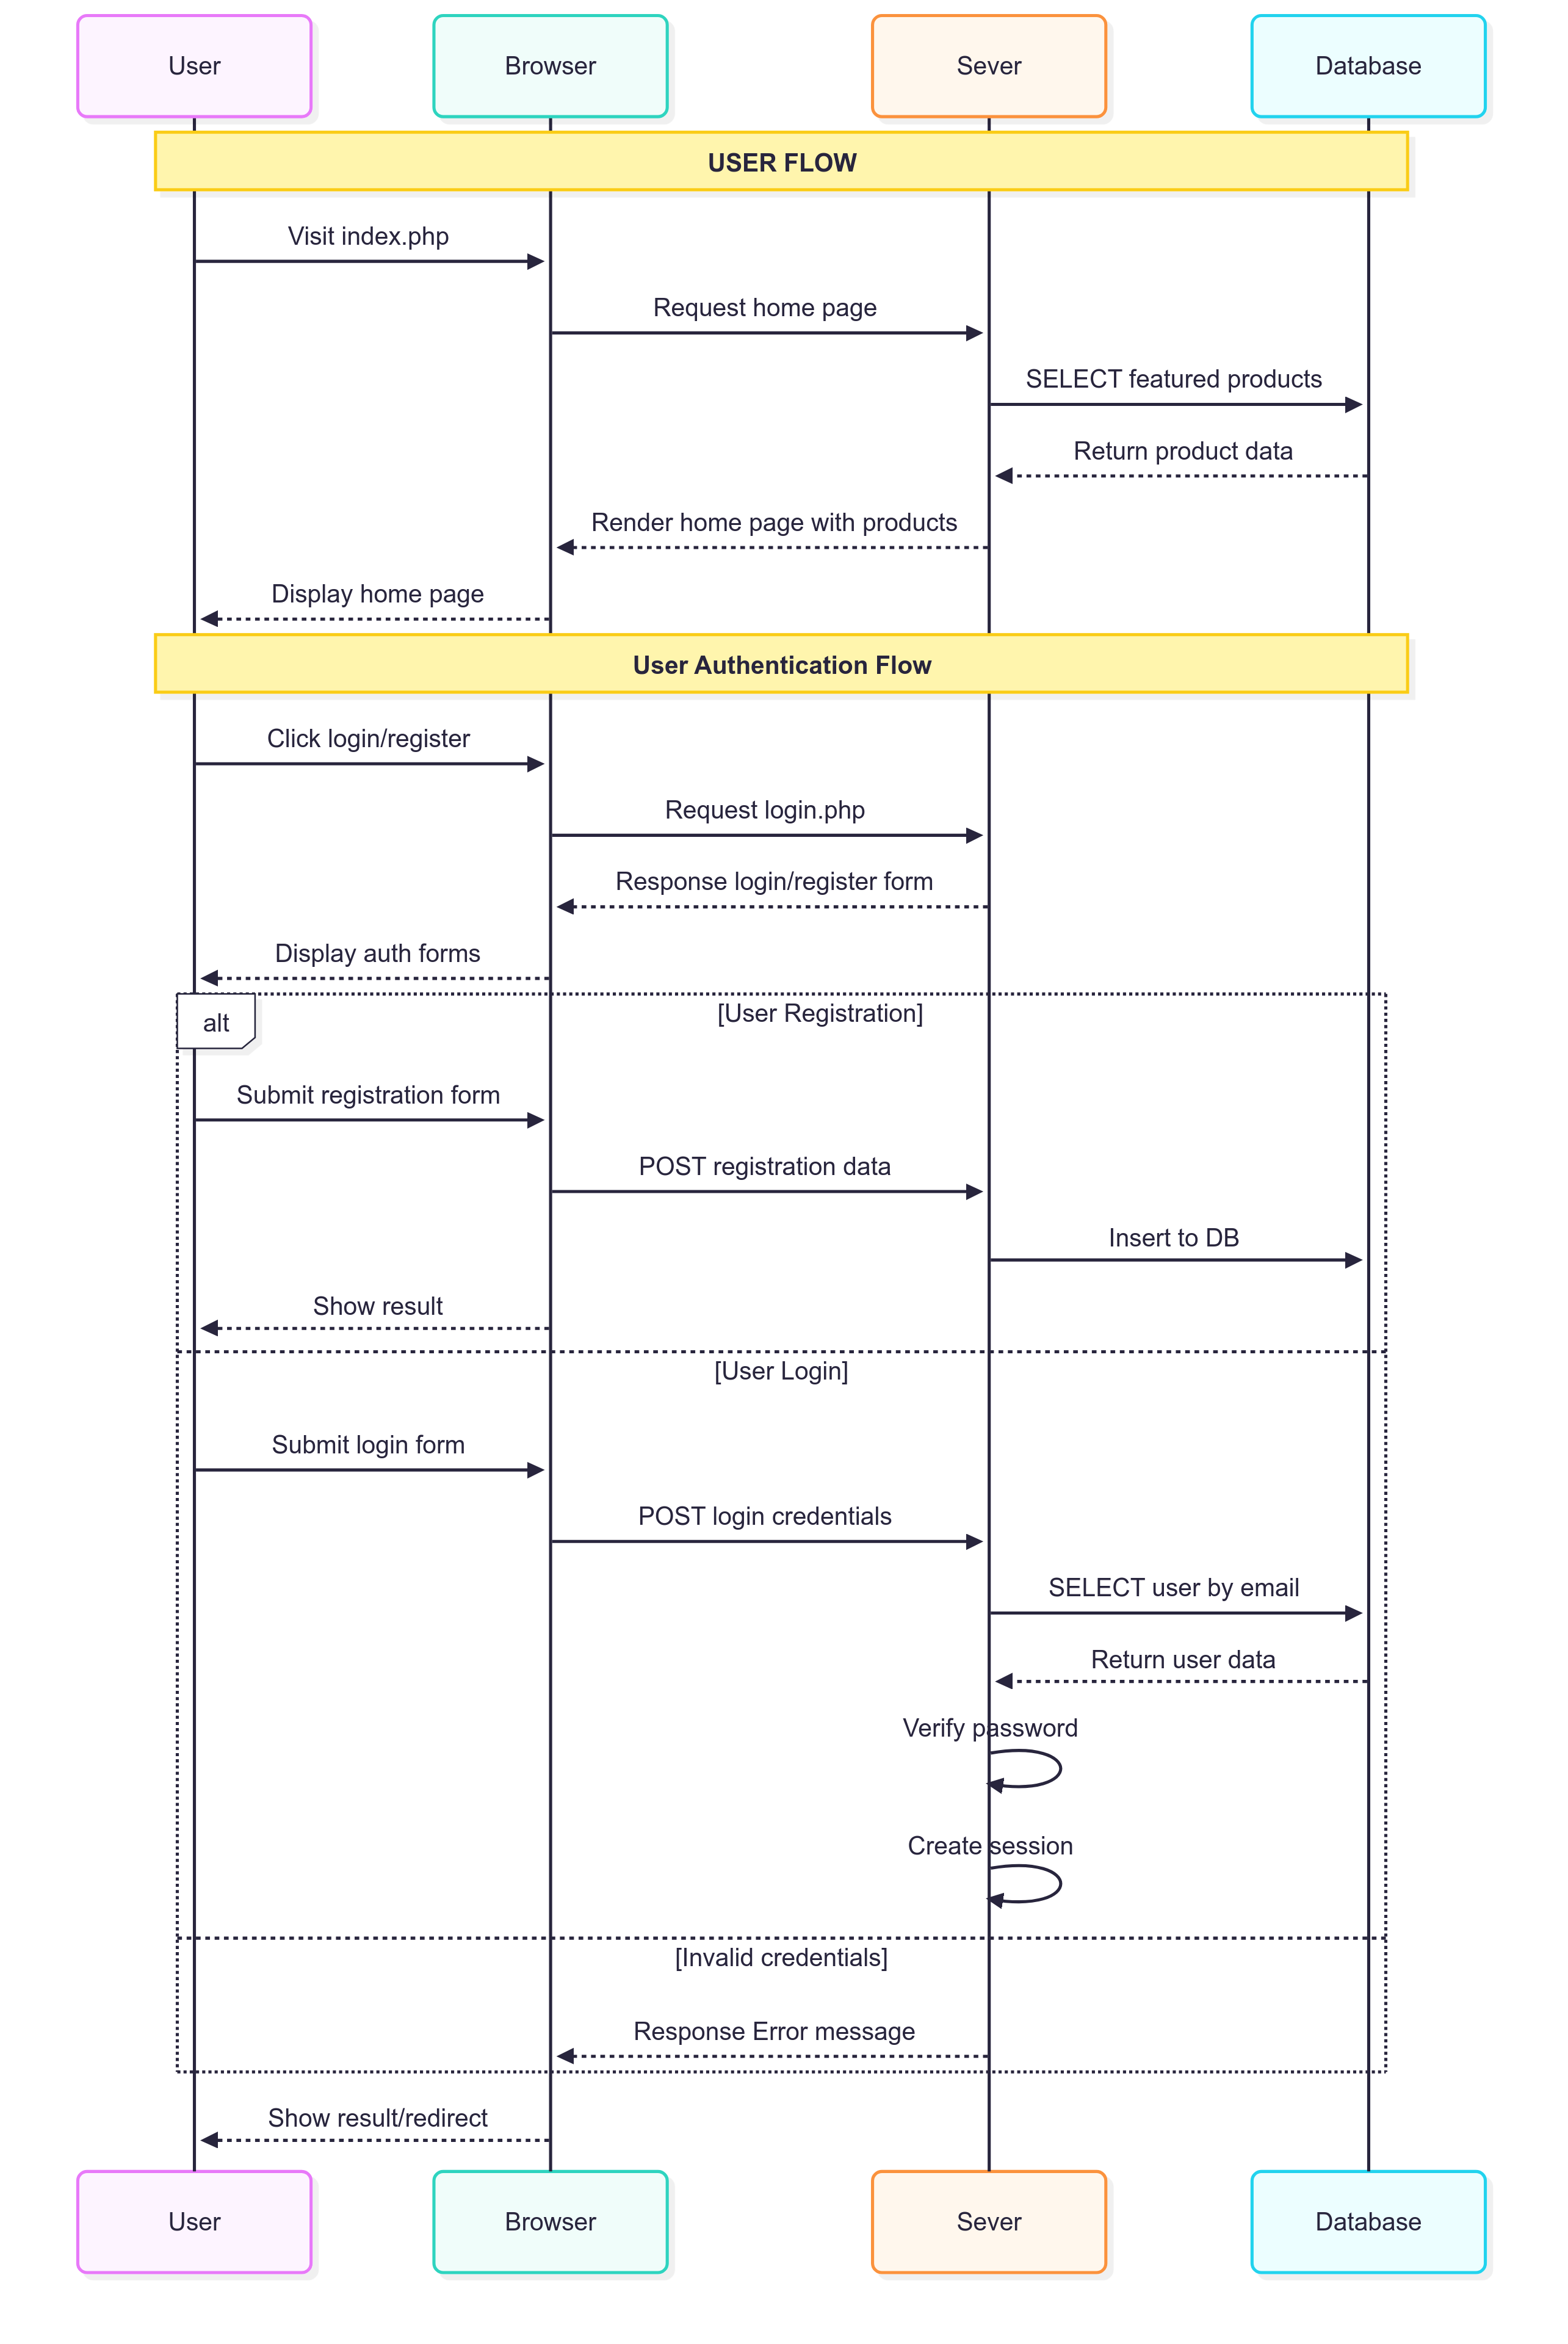 User
Browser
Sever
Database
USER FLOW
Visit index.php
Request home page
SELECT featured products
Return product data
Render home page with products
Display home page
User Authentication Flow
Click login/register
Request login.php
Response login/register form
Display auth forms
alt
[User Registration]
Submit registration form
POST registration data
Insert to DB
Show result
[User Login]
Submit login form
POST login credentials
SELECT user by email
Return user data
Verify password
Create session
[Invalid credentials]
Response Error message
Show result/redirect
User
Browser
Sever
Database